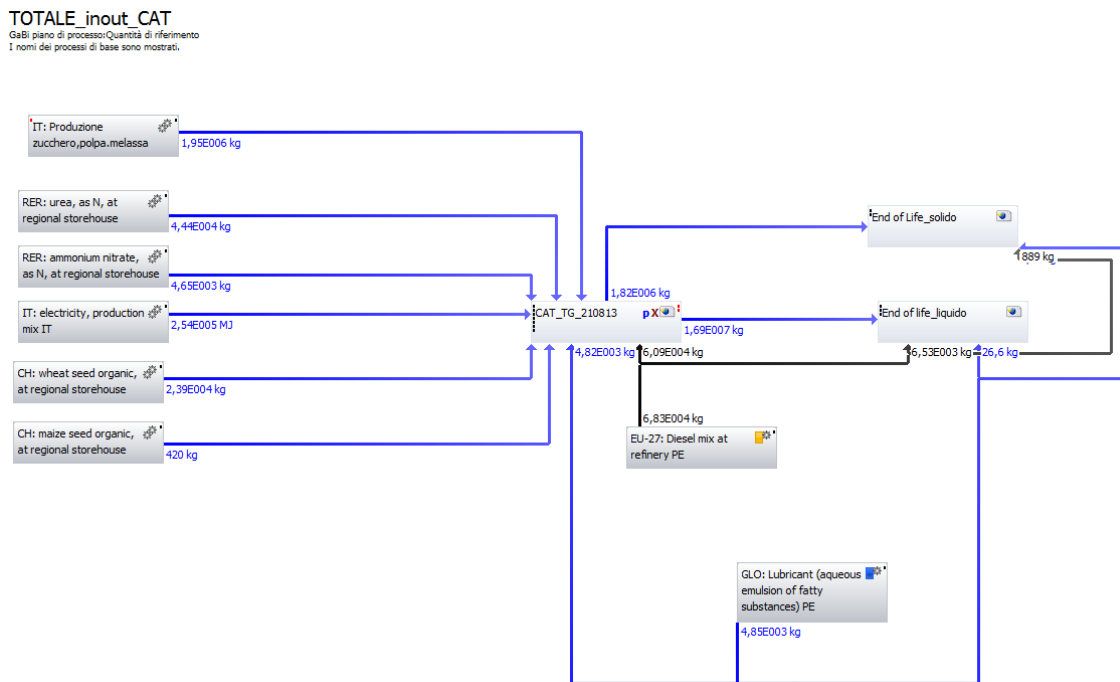 TOTALE_inout_CAT
GaBi piano di processo:Quantità di riferimento
I nomi dei processi di base sono mostrati.
IT: Produzione
zucchero,polpa.melassa
1,95E006 kg
RER: urea, as N, at
regional storehouse
4,44E004 kg
End of Life_solido
889 kg
RER: ammonium nitrate,
as N, at regional storehouse
4,65E003 kg
1,82E006 kg
IT: electricity, production
mix IT
2,54E005 MJ
CAT_TG_210813
pX
1,69E007 kg
End of life_liquido
4,82E003 kg
6,09E004 kg
6,53E003 kg
26,6 kg
CH: wheat seed organic,
at regional storehouse
2,39E004 kg
6,83E004 kg
CH: maize seed organic,
at regional storehouse
420 kg
EU-27: Diesel mix at
refinery PE
GLO: Lubricant (aqueous
emulsion of fatty
substances) PE
4,85E003 kg